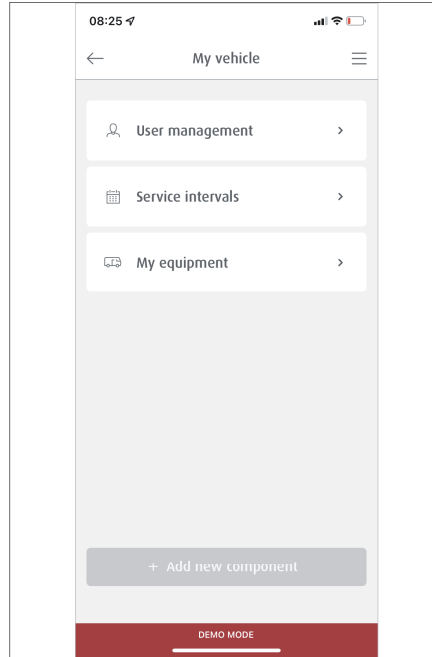 08:25
My vehicle
User management
Service intervals
My equipment
+ Add new component
DEMO MODE